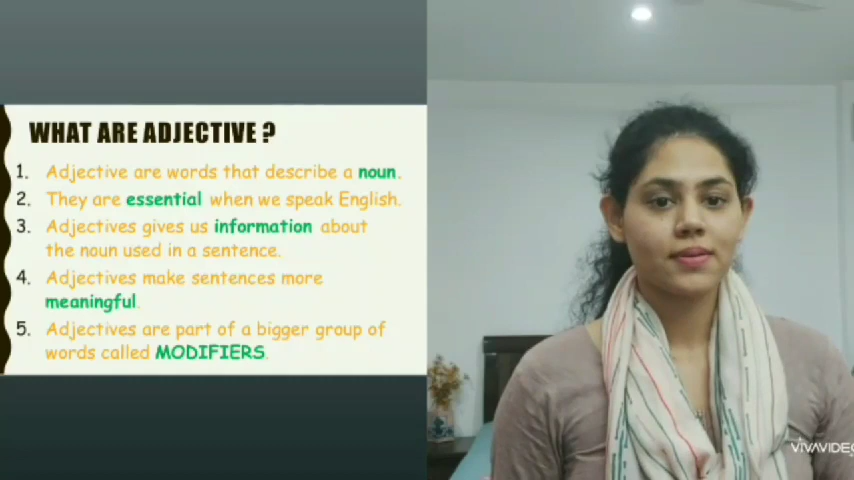 WHAT ARE ADJECTIVE ?
1. Adjective are words that describe a noun.
2. They are essential when we speak English.
3. Adjectives gives us information about
the noun used in a sentence.
4. Adjectives make sentences more
meaningful.
5. Adjectives are part of a bigger group of
words called MODIFIERS.
VIVAVIDEO